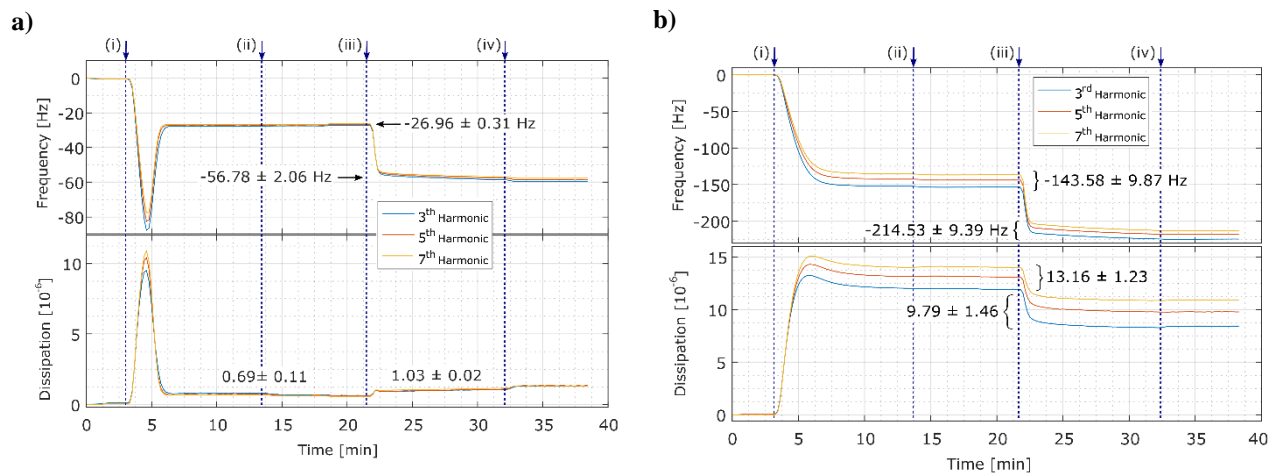 a)
(i) (ii) (iii) (iv)
0
-20
-40
-60
-80
Frequency [Hz]
-26.96 ± 0.31 Hz
-56.78 ± 2.06 Hz
3th Harmonic
5th Harmonic
7th Harmonic
10
5
0
Dissipation [10-6]
0.69± 0.11
1.03 ± 0.02
0 5 10 15 20 25 30 35 40
Time [min]
b)
(i) (ii) (iii) (iv)
0
-50
-100
-150
-200
Frequency [Hz]
3rd Harmonic
5th Harmonic
7th Harmonic
-143.58 ± 9.87 Hz
-214.53 ± 9.39 Hz
15
10
5
0
Dissipation [10-6]
13.16 ± 1.23
9.79 ± 1.46
0 5 10 15 20 25 30 35 40
Time [min]